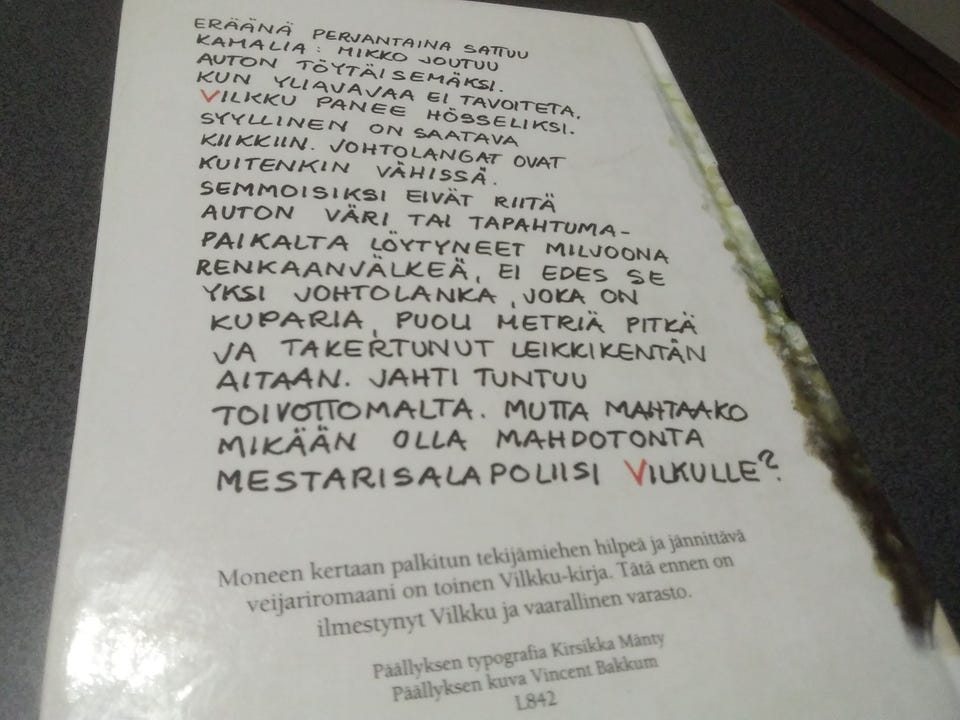 ERÄÄNÄ PERJANTAINA SATTUU
KAMALIA: MIKKO JOUTUU
AUTON TÖYTÄISEMÄKSI.
KUN YLIAVAVAA EI TAVOITETA,
VILKKU PANEE HÖSSELIKSI.
SYYLLINEN ON SAATAVA
KIIKKIIN. JOHTOLANGAT OVAT
KUITENKIN VÄHISSÄ.
SEMMOISIKSI EIVÄT RIITÄ
AUTON VÄRI TAI TAPAHTUMA-
PAIKALTA LÖYTYNEET MILJOONA
RENKAANVÄLKEÄ, EI EDES SE
YKSI JOHTOLANKA, JOKA ON
KUPARIA, PUOLI METRIÄ PITKÄ
JA TAKERTUNUT LEIKKIKENTÄN
AITAAN. JAHTI TUNTUU
TOIVOTTOMALTA. MUTTA MAHTAAKO
MIKÄÄN OLLA MAHDOTONTA
MESTARISALAPOLIISI VILKULLE?
Moneen kertaan palkitun tekijämiehen hilpeä ja jännittävä
veijariromaani on toinen Vilkku-kirja. Tätä ennen on
ilmestynyt Vilkku ja vaarallinen varasto.
Päällyksen typografia Kirsikka Mänty
Päällyksen kuva Vincent Bakkum
L842